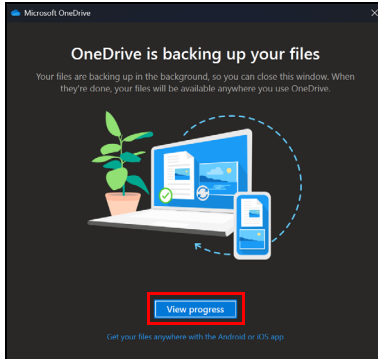 Microsoft OneDrive
OneDrive is backing up your files
Your files are backing up in the background, so you can close this window. When
they're done, your files will be available anywhere you use OneDrive.
View progress
Get your files anywhere with the Android or iOS app